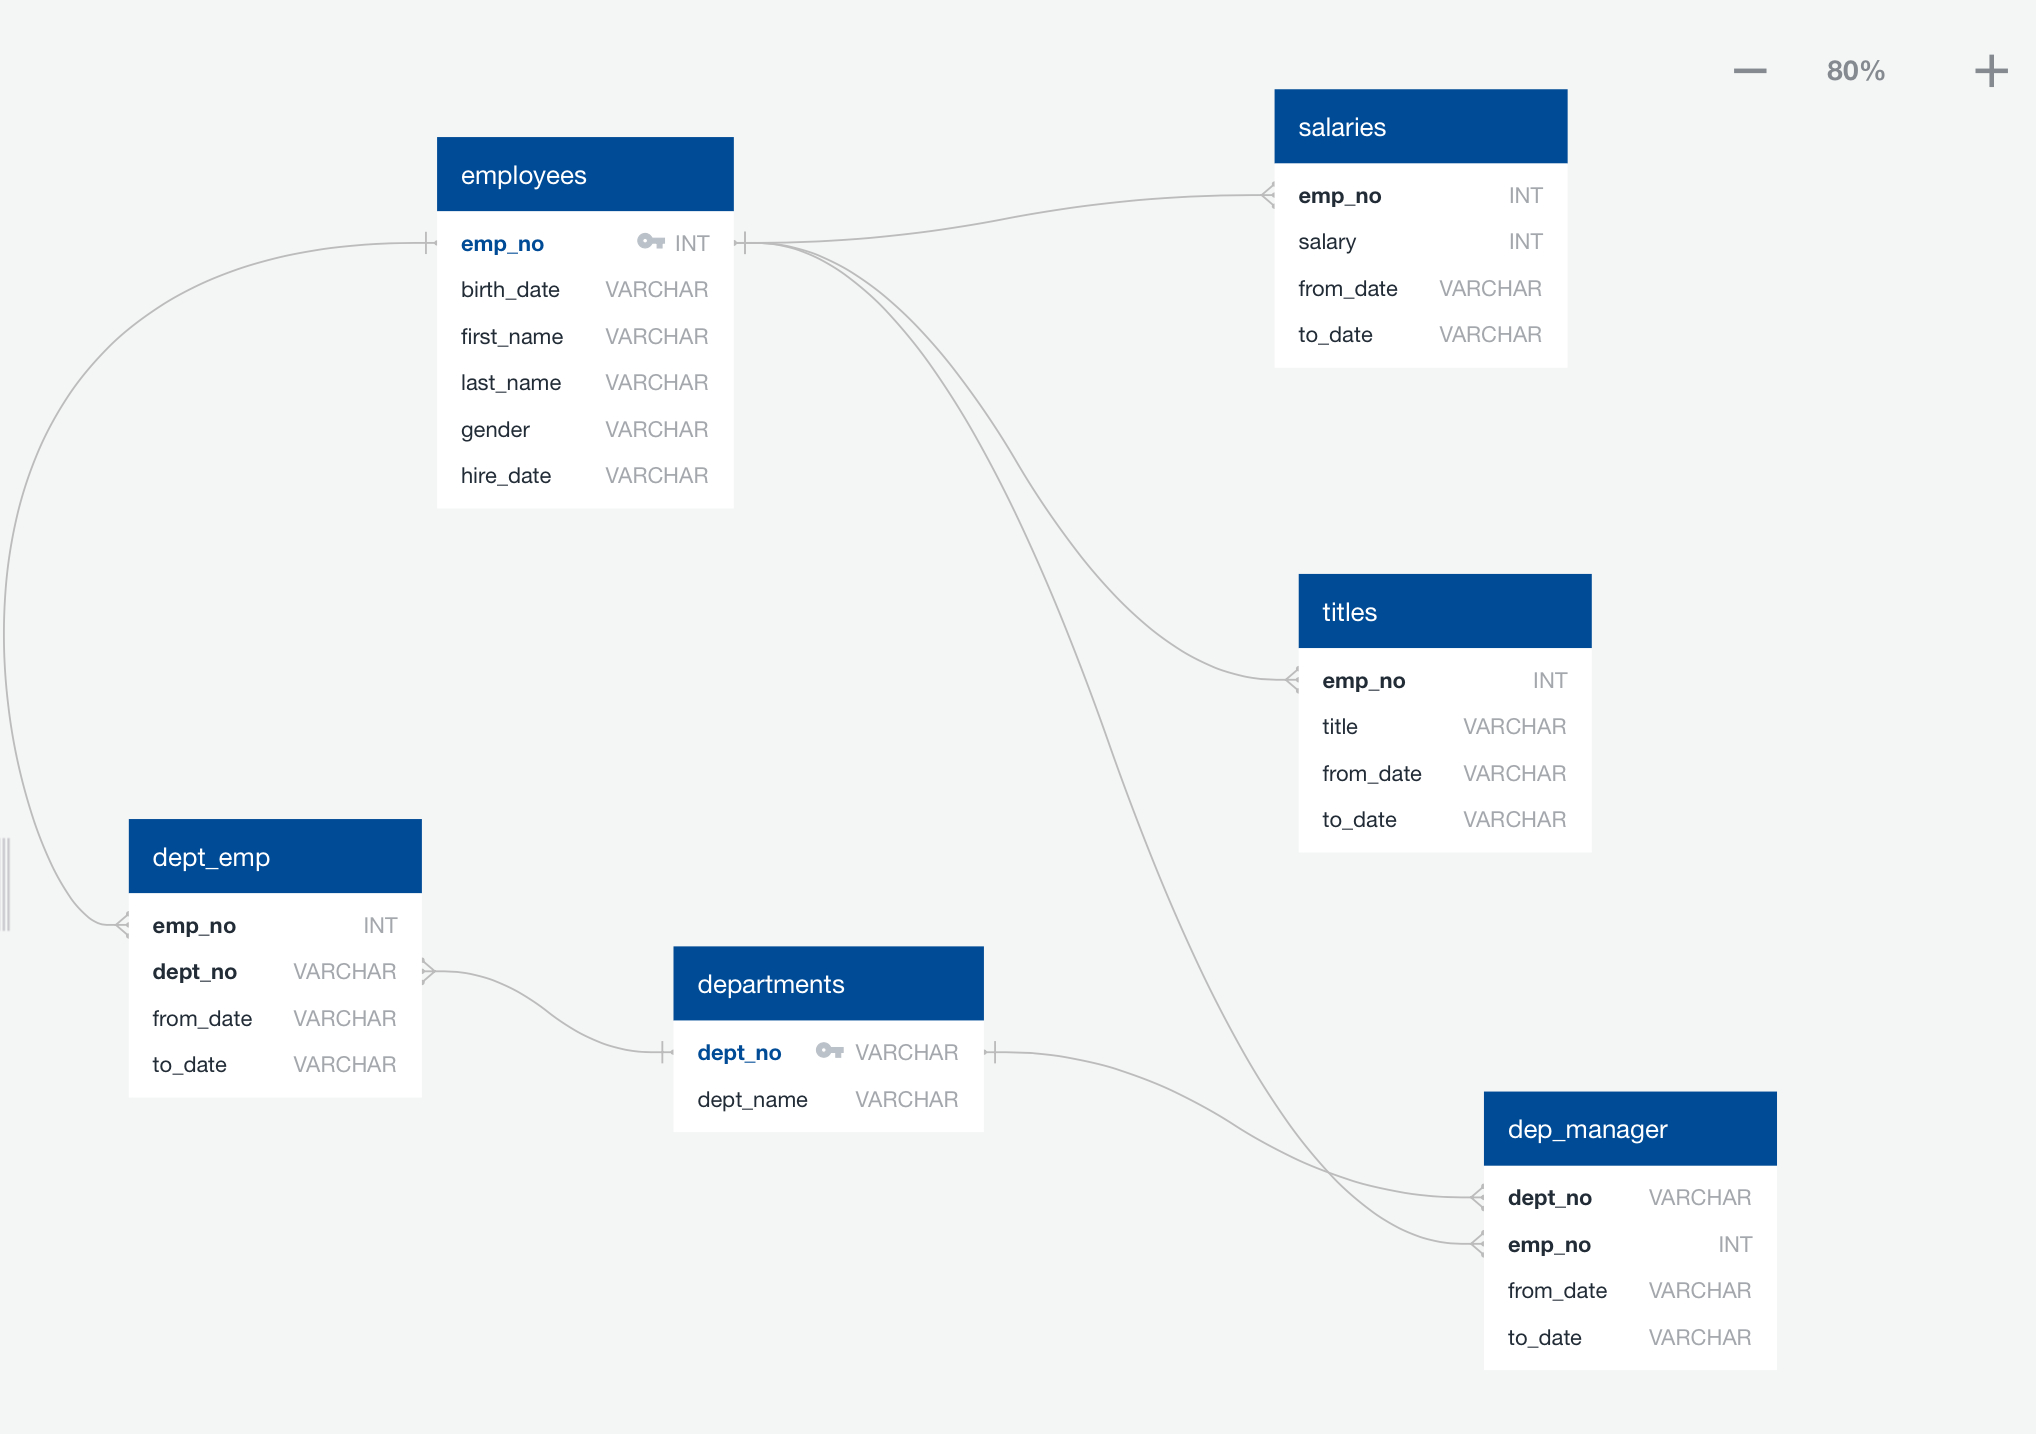 80%
employees
emp_no INT
birth_date VARCHAR
first_name VARCHAR
last_name VARCHAR
gender VARCHAR
hire_date VARCHAR
salaries
emp_no INT
salary INT
from_date VARCHAR
to_date VARCHAR
titles
emp_no INT
title VARCHAR
from_date VARCHAR
to_date VARCHAR
dept_emp
emp_no INT
dept_no VARCHAR
from_date VARCHAR
to_date VARCHAR
departments
dept_no VARCHAR
dept_name VARCHAR
dep_manager
dept_no VARCHAR
emp_no INT
from_date VARCHAR
to_date VARCHAR